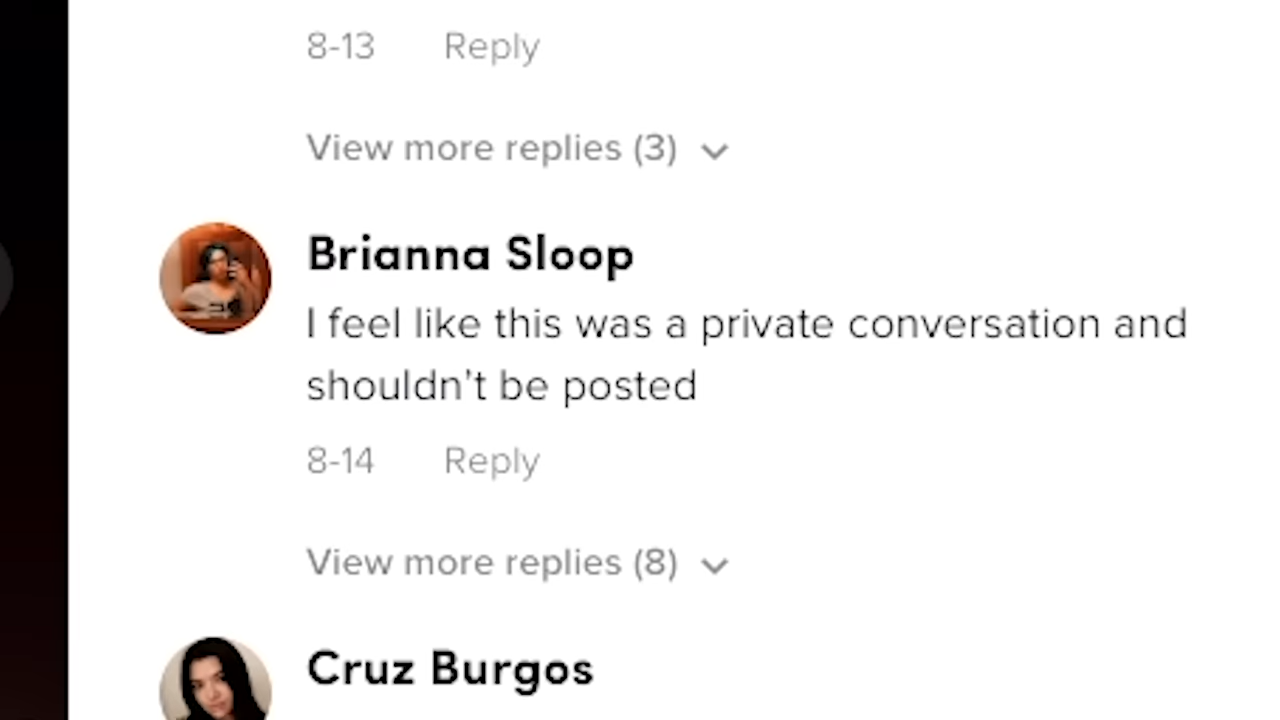 8-13 Reply
View more replies (3)
Brianna Sloop
I feel like this was a private conversation and
shouldn't be posted
8-14 Reply
View more replies (8)
Cruz Burgos